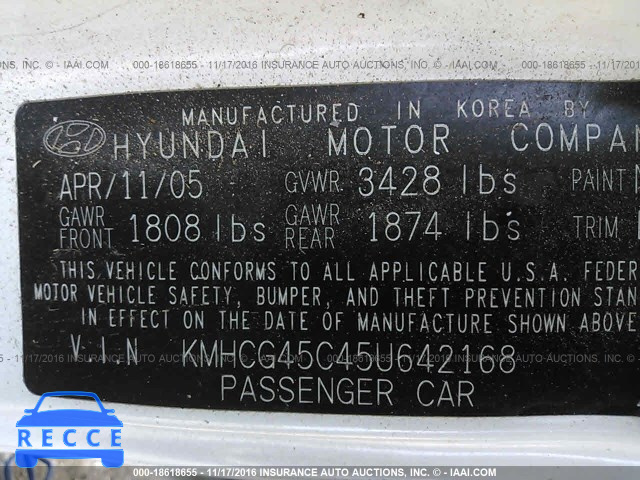 000-18618655 - 11/17/2016 INSURANCE AUTO AUCTIONS - © - IAAI.COM
MANUFACTURED IN KOREA BY
HYUNDAI MOTOR COMPAN
APR/11/05 GVWR 3428 lbs PAINT
GAWR FRONT 1808 lbs GAWR REAR 1874 lbs TRIM
THIS VEHICLE CONFORMS TO ALL APPLICABLE U.S.A. FEDER
MOTOR VEHICLE SAFETY, BUMPER, AND THEFT PREVENTION STAN
IN EFFECT ON THE DATE OF MANUFACTURE SHOWN ABOVE
000-18618655 - 11/17/2016 INSURANCE AUTO AUCTIONS - © - IAAI.COM
V.I.N KMHCG45C45U642168
PASSENGER CAR
RECCE
000-18618655 - 11/17/2016 INSURANCE AUTO AUCTIONS - © - IAAI.COM